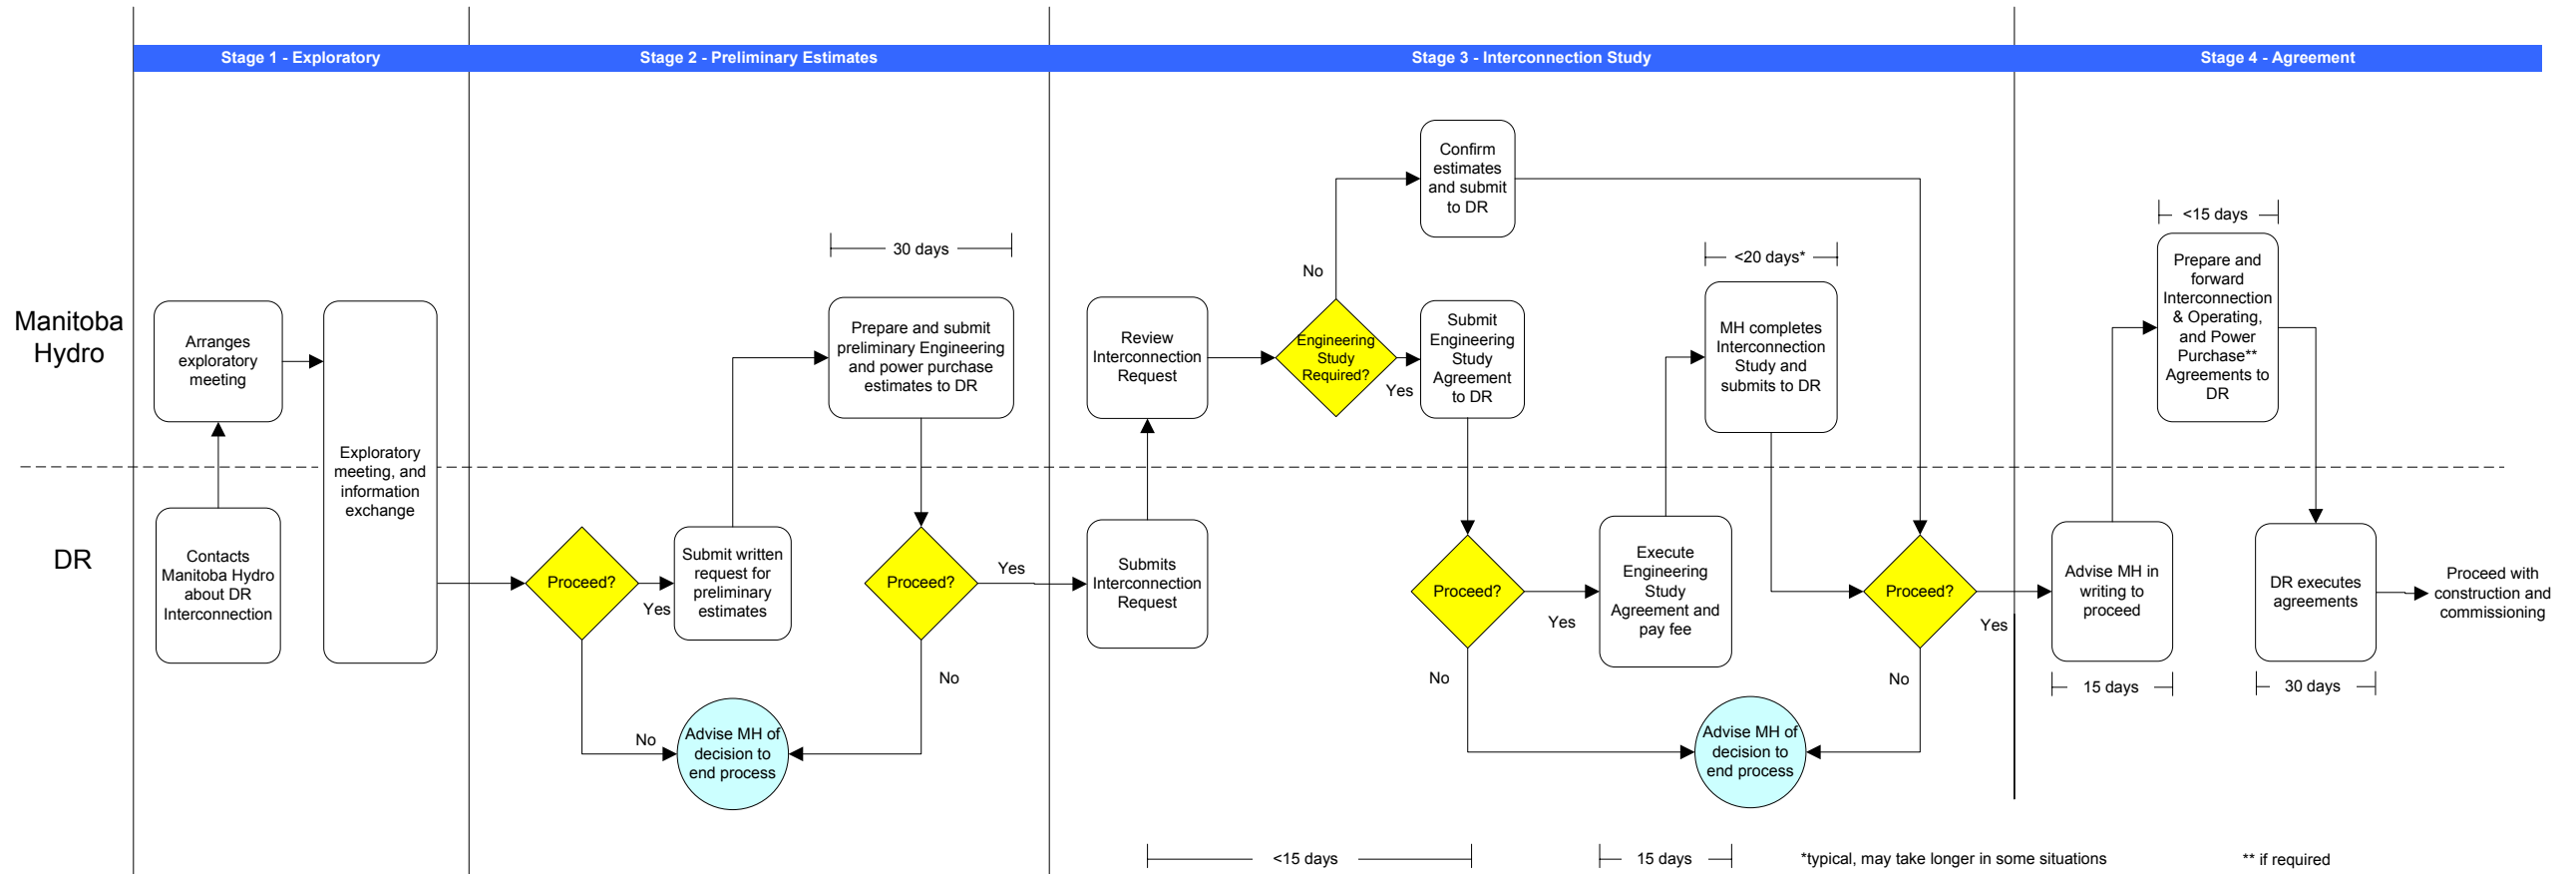 Stage 1 - Exploratory
Stage 2 - Preliminary Estimates
Stage 3 - Interconnection Study
Stage 4 - Agreement
Manitoba
Hydro
DR
Arranges
exploratory
meeting
Contacts
Manitoba Hydro
about DR
Interconnection
Exploratory
meeting, and
information
exchange
Proceed?
Yes
No
Submit written
request for
preliminary
estimates
30 days
Prepare and submit
preliminary Engineering
and power purchase
estimates to DR
Proceed?
Yes
No
Advise MH of
decision to
end process
Submits
Interconnection
Request
Review
Interconnection
Request
Engineering
Study
Required?
No
Yes
Confirm
estimates
and submit
to DR
Submit
Engineering
Study
Agreement
to DR
Proceed?
Yes
No
Execute
Engineering
Study
Agreement and
pay fee
<20 days*
MH completes
Interconnection
Study and
submits to DR
Proceed?
Yes
No
Advise MH of
decision to
end process
<15 days
15 days
*typical, may take longer in some situations
Advise MH in
writing to
proceed
15 days
<15 days
Prepare and
forward
Interconnection
& Operating,
and Power
Purchase**
Agreements to
DR
DR executes
agreements
30 days
Proceed with
construction and
commissioning
** if required